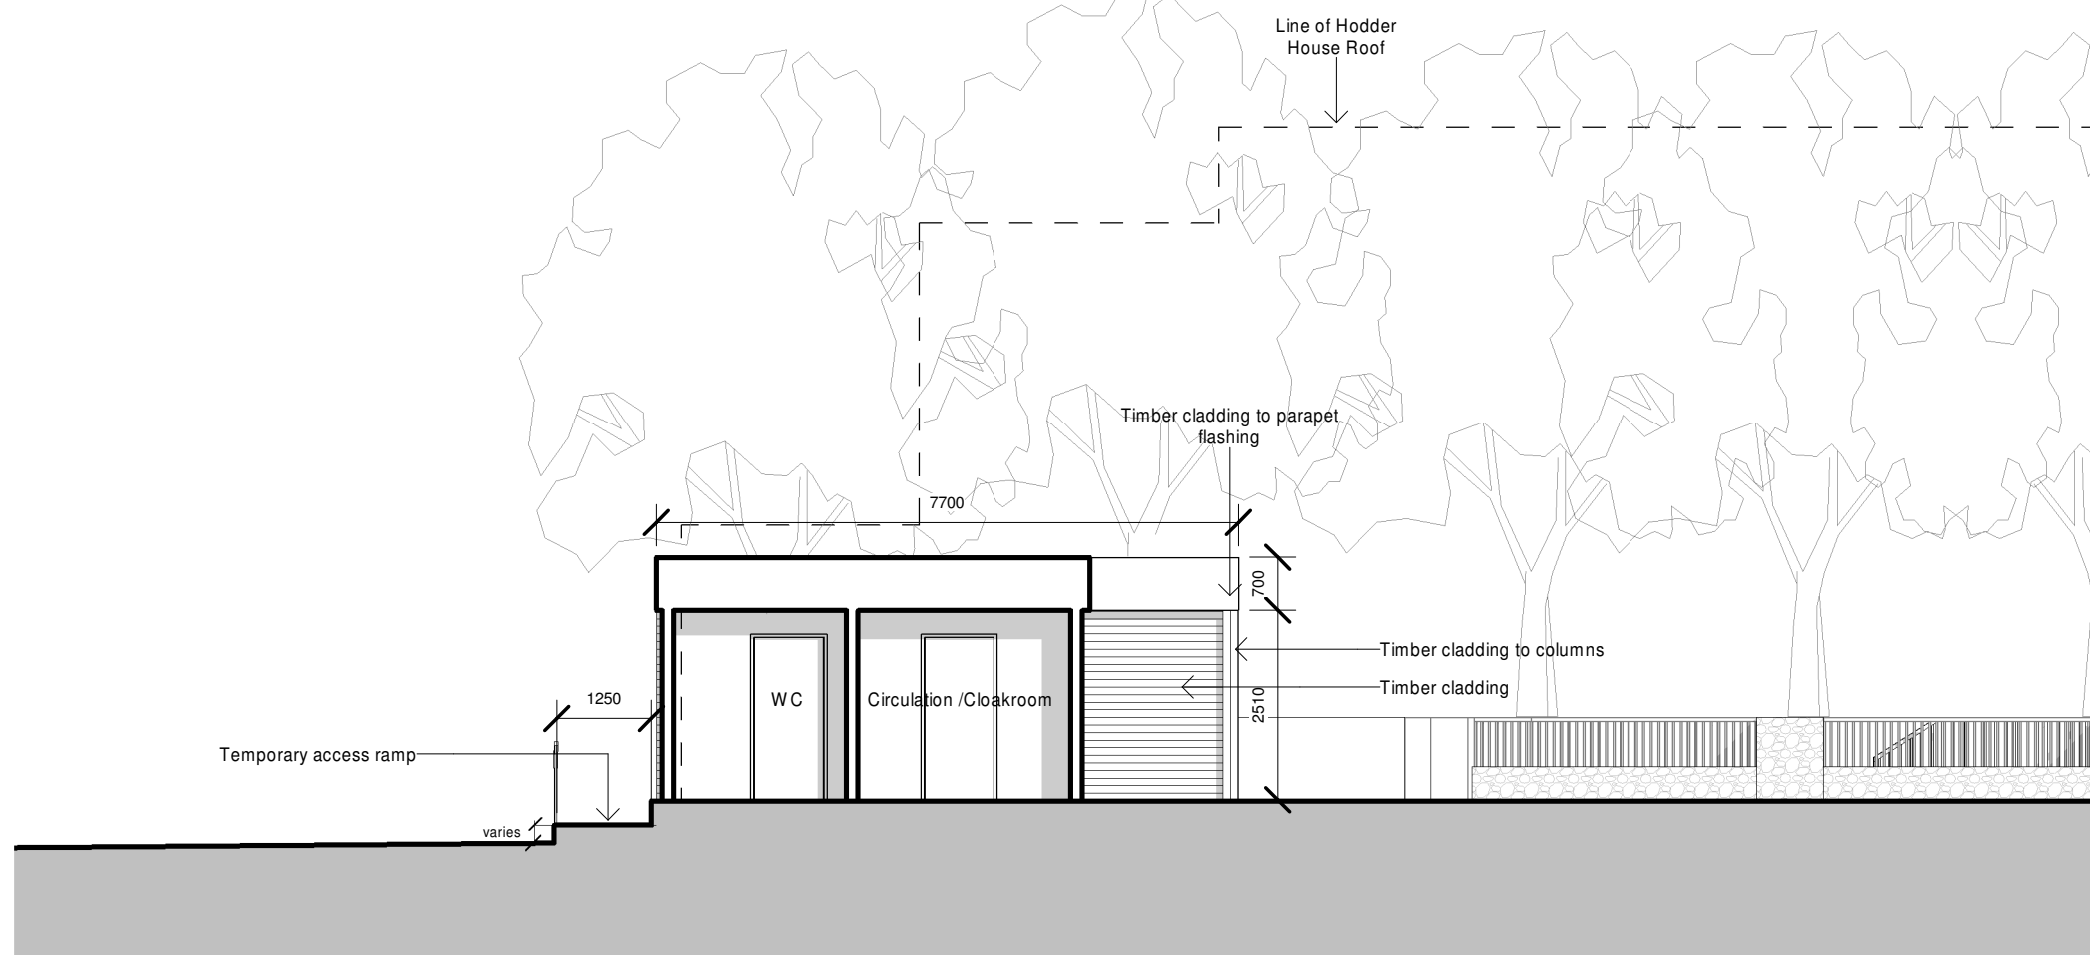 Line of Hodder
House Roof
Timber cladding to parapet
flashing
7700
700
Timber cladding to columns
Timber cladding
2510
WC
Circulation /Cloakroom
1250
Temporary access ramp
varies